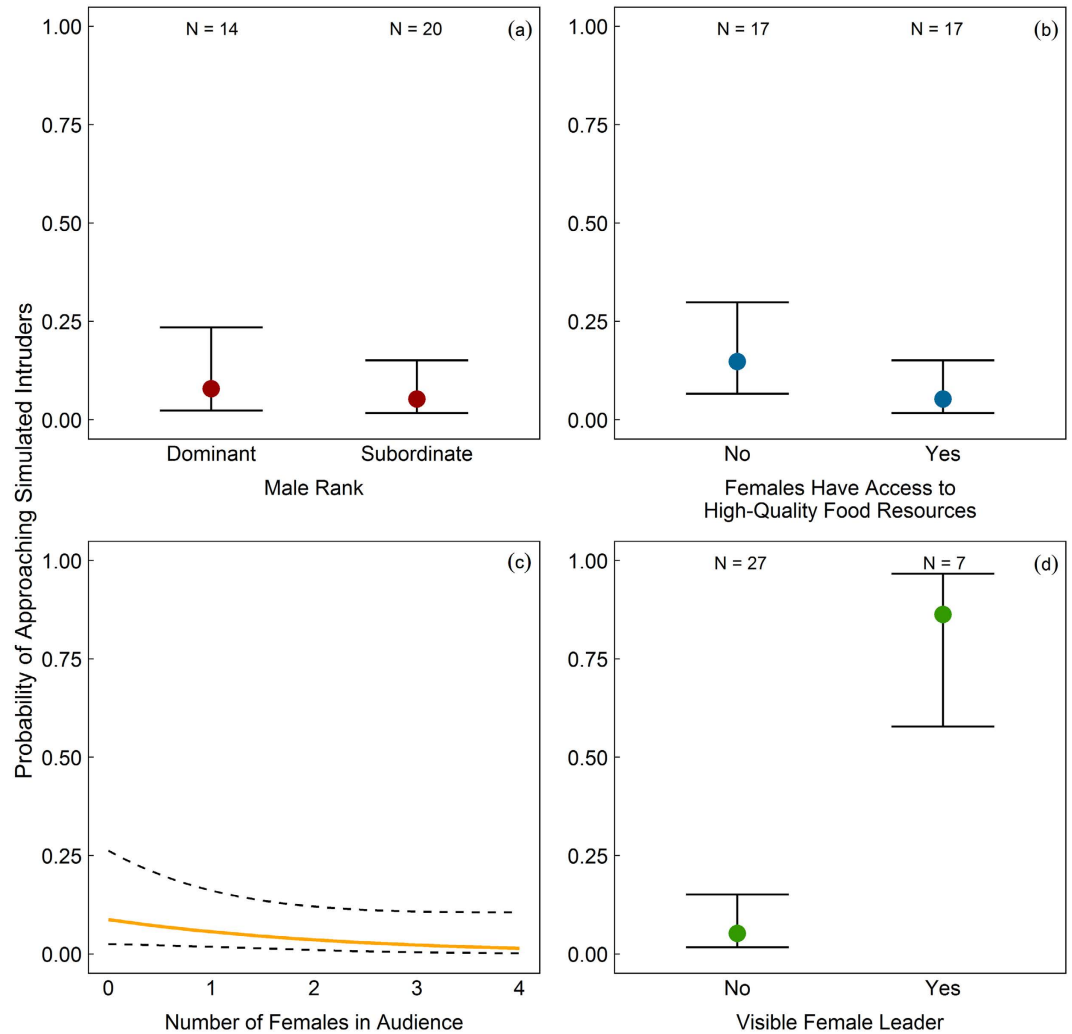 Probability of Approaching Simulated Intruders
1.00
0.75
0.50
0.25
0.00
N = 14
N = 20
(a)
Dominant
Subordinate
Male Rank
1.00
0.75
0.50
0.25
0.00
N = 17
N = 17
(b)
No
Yes
Females Have Access to
High-Quality Food Resources
1.00
0.75
0.50
0.25
0.00
(c)
0
1
2
3
4
Number of Females in Audience
1.00
0.75
0.50
0.25
0.00
N = 27
N = 7
(d)
No
Yes
Visible Female Leader